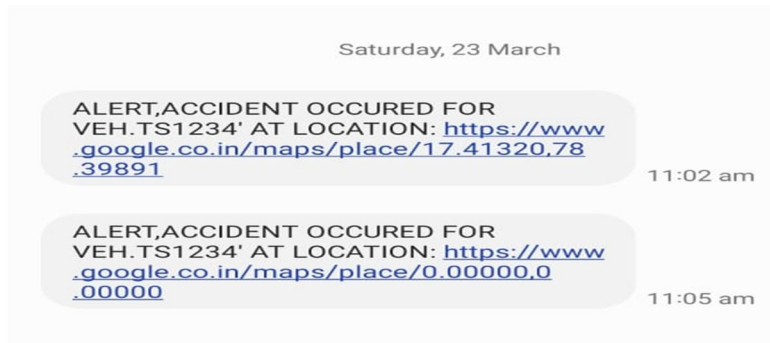 Saturday, 23 March
ALERT,ACCIDENT OCCURED FOR
VEH.TS1234' AT LOCATION: https://www
.google.co.in/maps/place/17.41320,78
.39891
11:02 am
ALERT,ACCIDENT OCCURED FOR
VEH.TS1234' AT LOCATION: https://www
.google.co.in/maps/place/0.00000,0
.00000
11:05 am